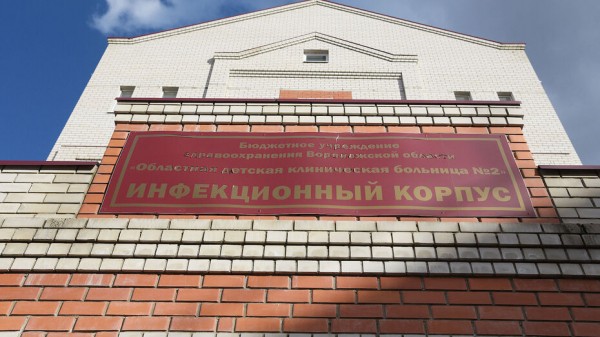 Бюджетное учреждение
здравоохранения Воронежской области
«Областная детская клиническая больница №2»
ИНФЕКЦИОННЫЙ КОРПУС